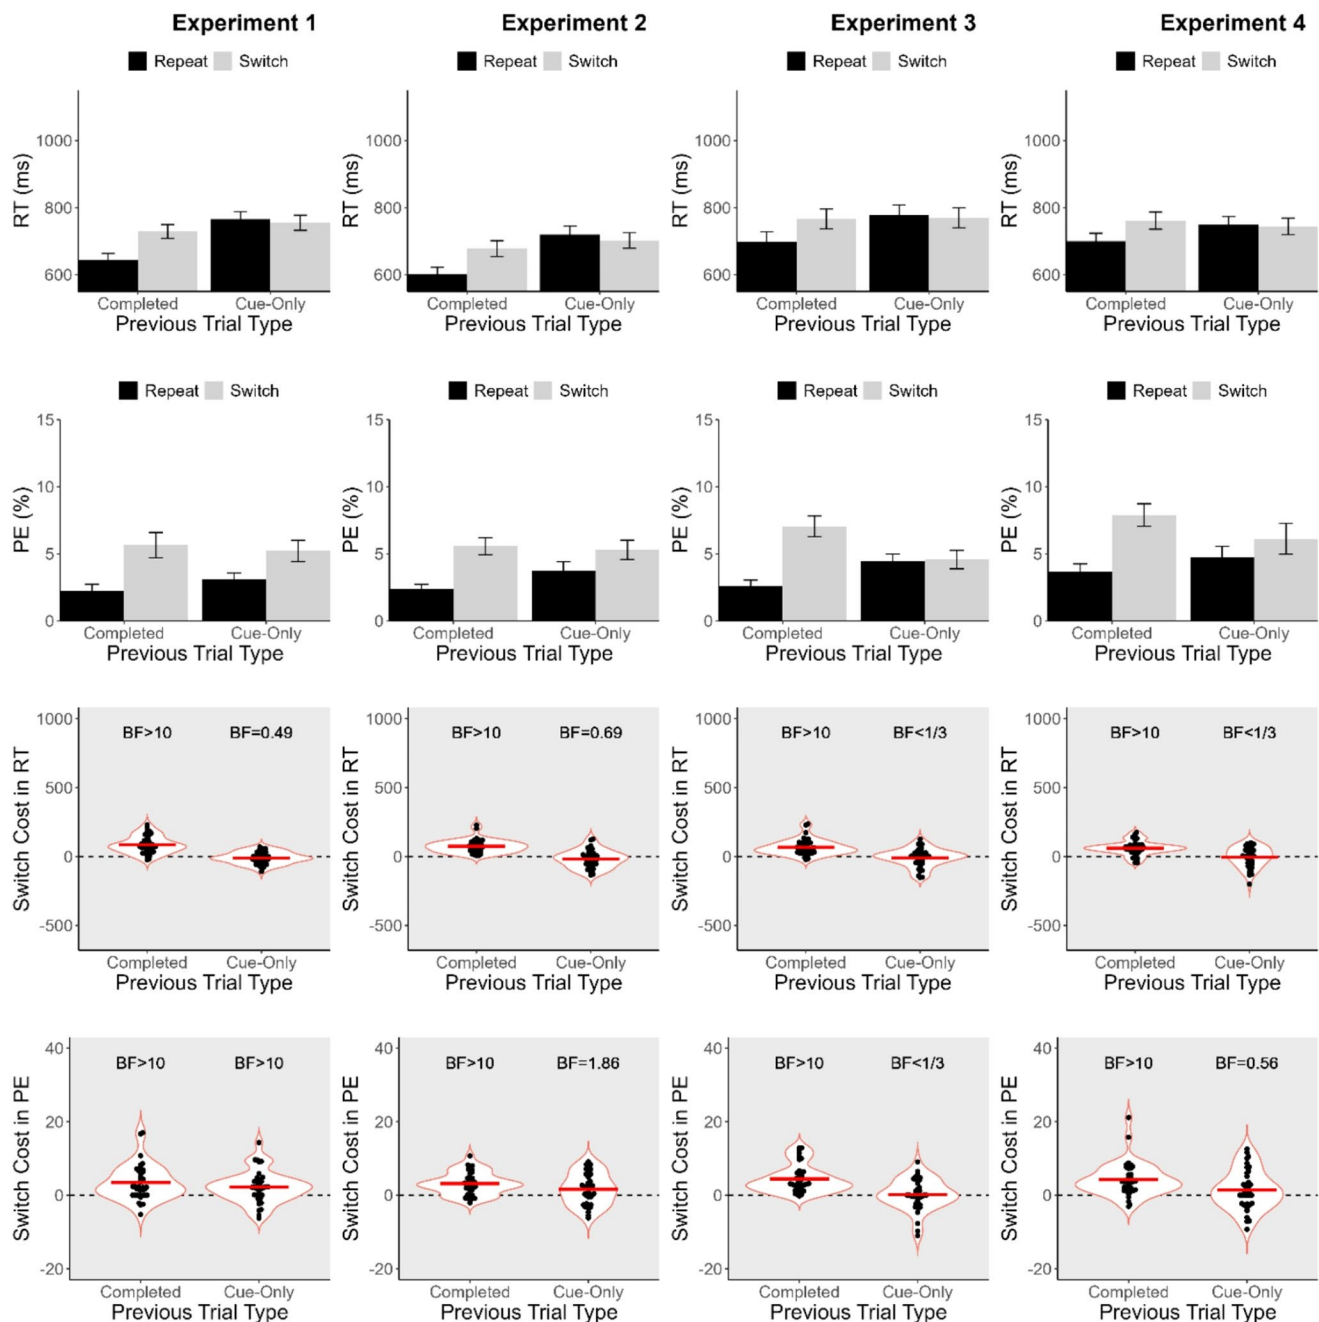 Experiment 1 Experiment 2 Experiment 3 Experiment 4
Repeat Switch Repeat Switch Repeat Switch Repeat Switch
RT (ms) RT (ms) RT (ms) RT (ms)
1000 1000 1000 1000
800 800 800 800
600 600 600 600
Completed Cue-Only Completed Cue-Only Completed Cue-Only Completed Cue-Only
Previous Trial Type Previous Trial Type Previous Trial Type Previous Trial Type
Repeat Switch Repeat Switch Repeat Switch Repeat Switch
PE (%) PE (%) PE (%) PE (%)
15 15 15 15
10 10 10 10
5 5 5 5
0 0 0 0
Completed Cue-Only Completed Cue-Only Completed Cue-Only Completed Cue-Only
Previous Trial Type Previous Trial Type Previous Trial Type Previous Trial Type
Switch Cost in RT Switch Cost in RT Switch Cost in RT Switch Cost in RT
1000 1000 1000 1000
BF>10 BF=0.49 BF>10 BF=0.69 BF>10 BF<1/3 BF>10 BF<1/3
500 500 500 500
0 0 0 0
-500 -500 -500 -500
Completed Cue-Only Completed Cue-Only Completed Cue-Only Completed Cue-Only
Previous Trial Type Previous Trial Type Previous Trial Type Previous Trial Type
Switch Cost in PE Switch Cost in PE Switch Cost in PE Switch Cost in PE
40 40 40 40
BF>10 BF>10 BF>10 BF=1.86 BF>10 BF<1/3 BF>10 BF=0.56
20 20 20 20
0 0 0 0
-20 -20 -20 -20
Completed Cue-Only Completed Cue-Only Completed Cue-Only Completed Cue-Only
Previous Trial Type Previous Trial Type Previous Trial Type Previous Trial Type